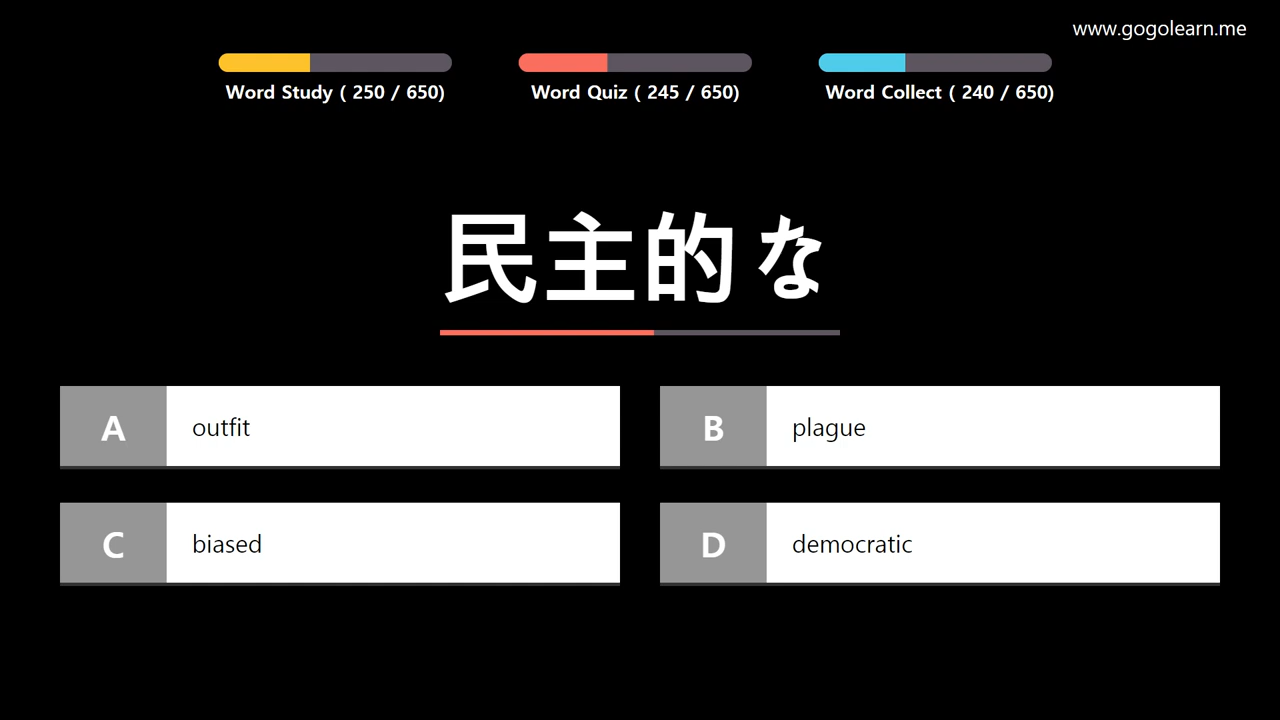 www.gogolearn.me
Word Study ( 250 / 650)
Word Quiz ( 245 / 650)
Word Collect ( 240 / 650)
民主的な
A outfit
B plague
C biased
D democratic